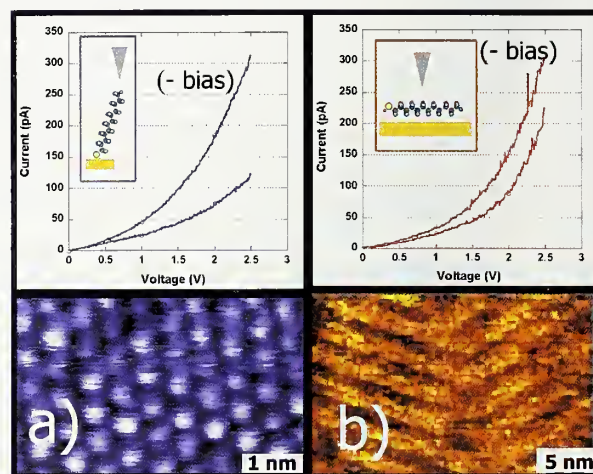 350
300
250
200
150
100
50
0
Current (pA)
(- bias)
0 0.5 1 1.5 2 2.5 3
Voltage (V)
350
300
250
200
150
100
50
0
Current (pA)
(- bias)
0 0.5 1 1.5 2 2.5 3
Voltage (V)
a)
1 nm
b)
5 nm